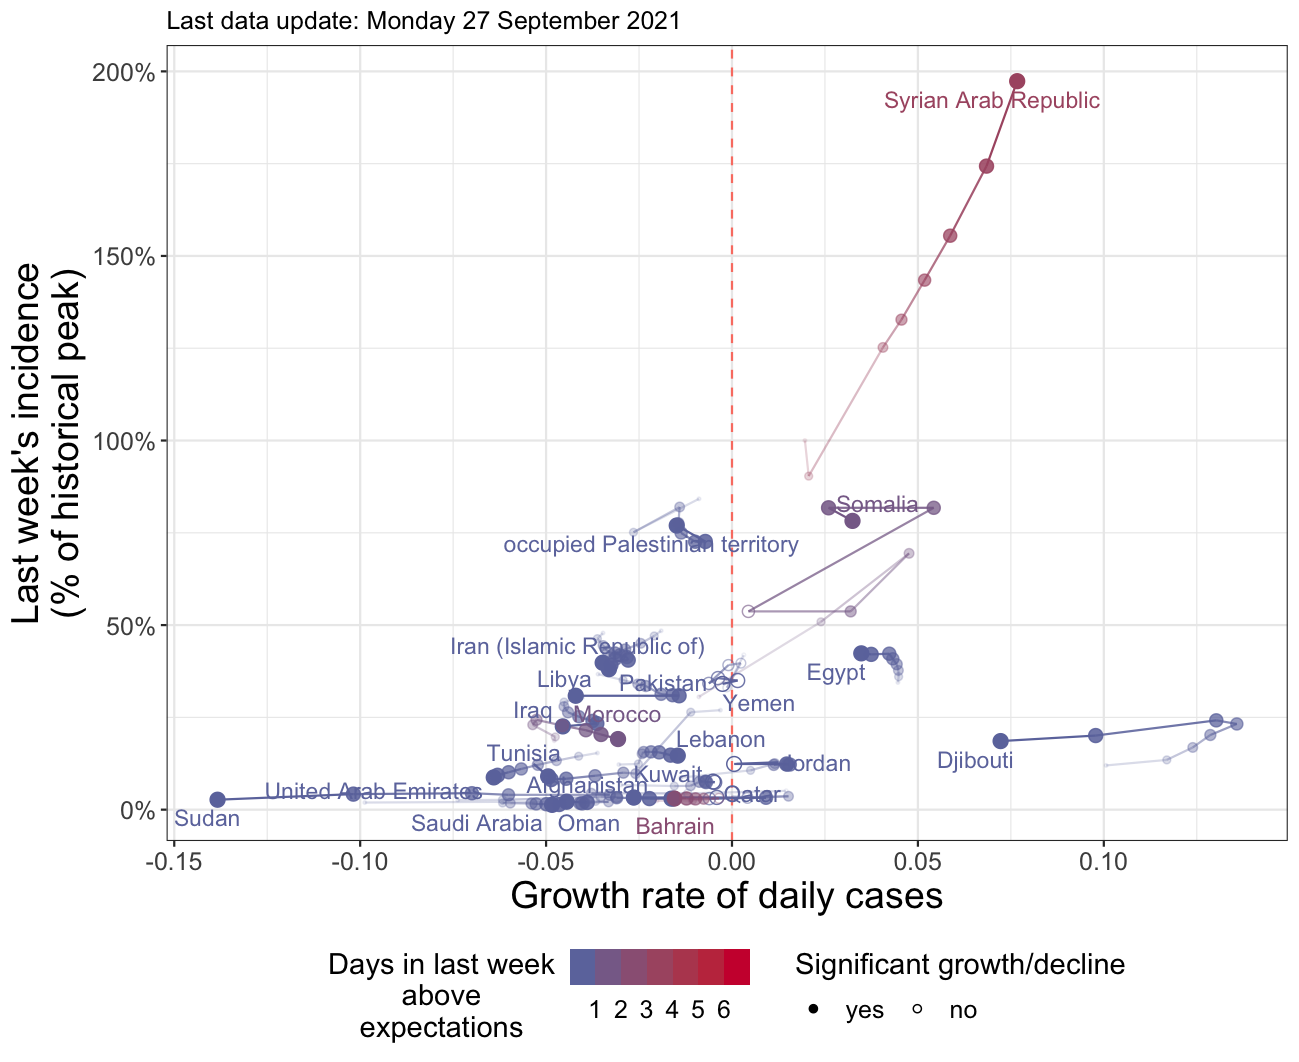 Last data update: Monday 27 September 2021
Last week's incidence
(% of historical peak)
200%
150%
100%
50%
0%
Syrian Arab Republic
Somalia
occupied Palestinian territory
Iran (Islamic Republic of)
Egypt
Libya
Pakistan
Yemen
Iraq
Morocco
Lebanon
Tunisia
Djibouti
Jordan
Kuwait
Afghanistan
United Arab Emirates
Qatar
Sudan
Saudi Arabia
Oman
Bahrain
-0.15
-0.10
-0.05
0.00
0.05
0.10
Growth rate of daily cases
Days in last week
above
expectations
1 2 3 4 5 6
Significant growth/decline
yes
no